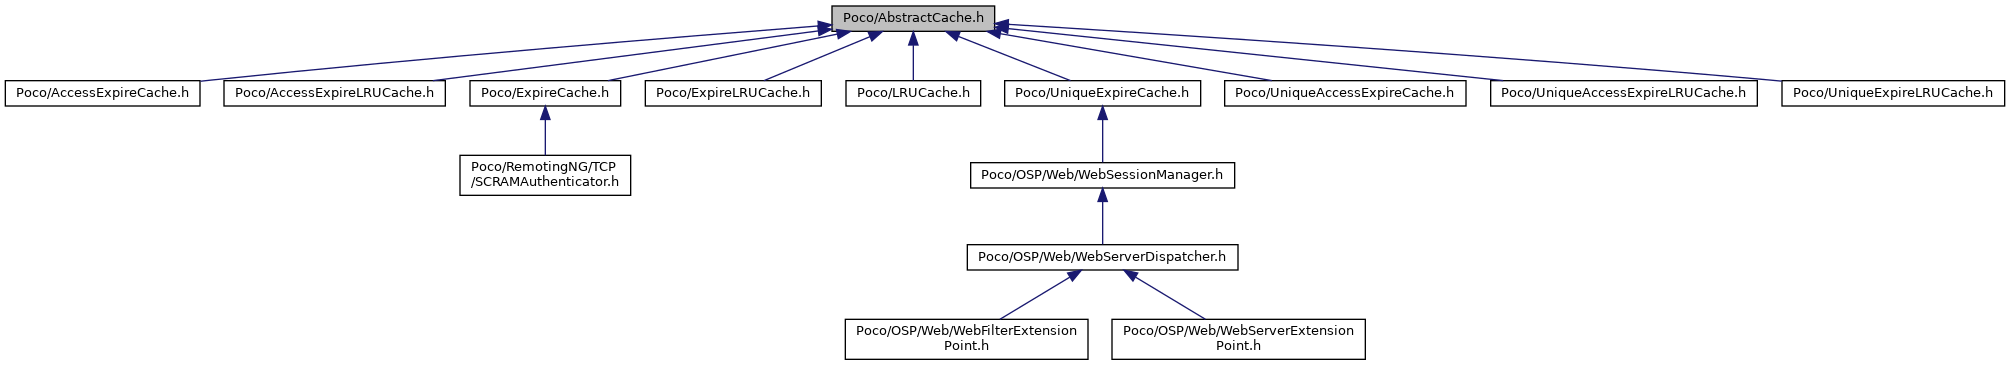 Poco/AbstractCache.h
Poco/AccessExpireCache.h
Poco/AccessExpireLRUCache.h
Poco/ExpireCache.h
Poco/ExpireLRUCache.h
Poco/LRUCache.h
Poco/UniqueExpireCache.h
Poco/UniqueAccessExpireCache.h
Poco/UniqueAccessExpireLRUCache.h
Poco/UniqueExpireLRUCache.h
Poco/RemotingNG/TCP
/SCRAMAuthenticator.h
Poco/OSP/Web/WebSessionManager.h
Poco/OSP/Web/WebServerDispatcher.h
Poco/OSP/Web/WebFilterExtension
Point.h
Poco/OSP/Web/WebServerExtension
Point.h